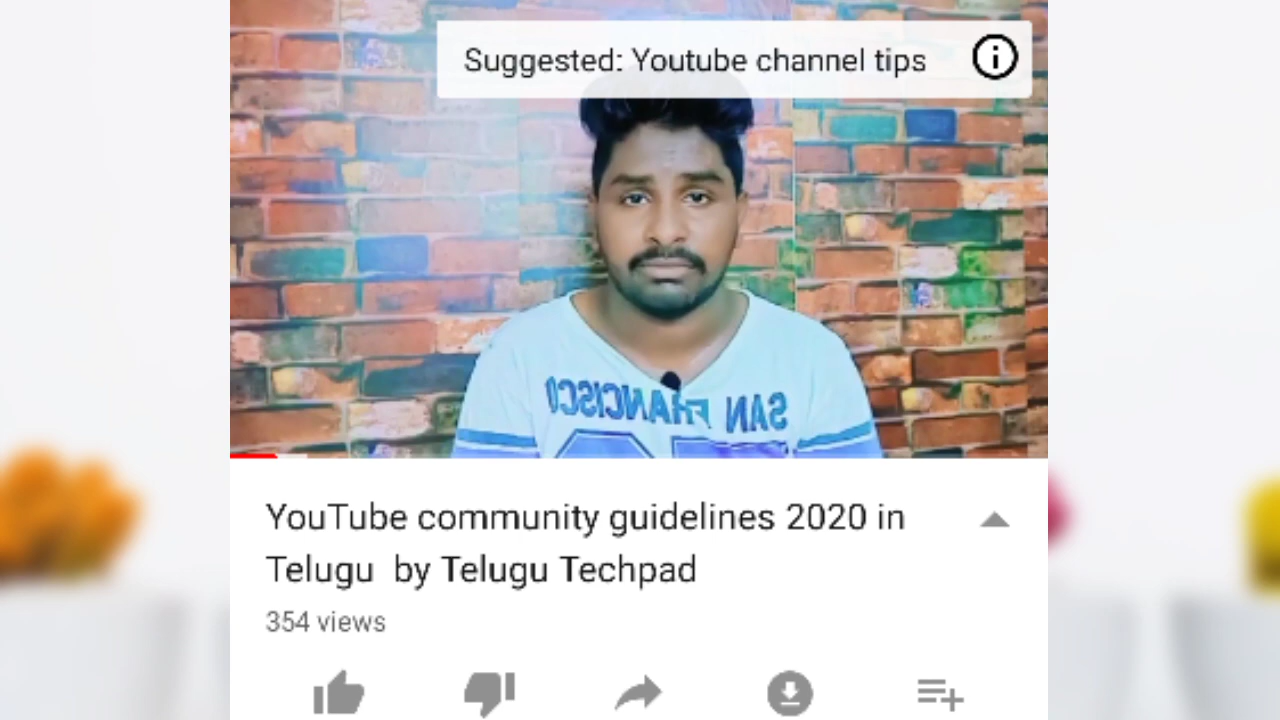 Suggested: Youtube channel tips
SAN FRANCISCO
YouTube community guidelines 2020 in
Telugu by Telugu Techpad
354 views